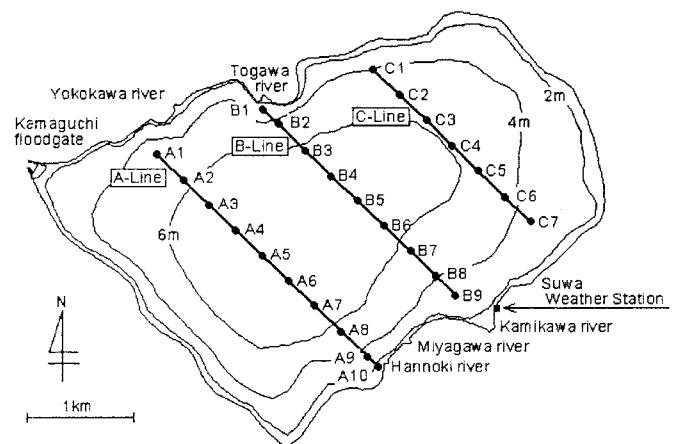 Togawa river
Yokokawa river
Kamaguchi floodgate
A-Line
B-Line
C-Line
A1
A2
A3
A4
A5
A6
A7
A8
A9
A10
B1
B2
B3
B4
B5
B6
B7
B8
B9
C1
C2
C3
C4
C5
C6
C7
2m
4m
6m
Suwa
Weather Station
Kamikawa river
Miyagawa river
Hannoki river
N
1km